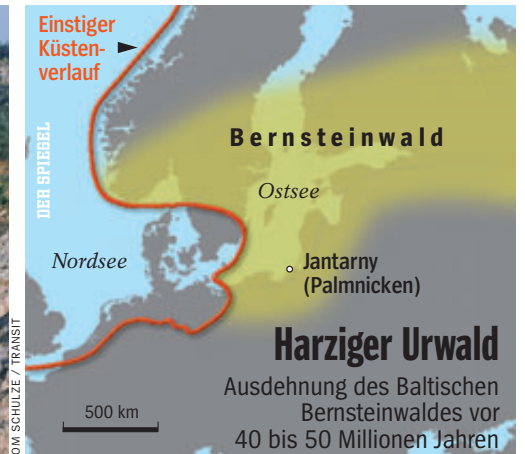 Einstiger
Küsten-
verlauf
DER SPIEGEL
Bernsteinwald
Ostsee
Nordsee
Jantarny
(Palmnicken)
Harziger Urwald
Ausdehnung des Baltischen
Bernsteinwaldes vor
40 bis 50 Millionen Jahren
500 km
OM SCHULZE / TRANSIT